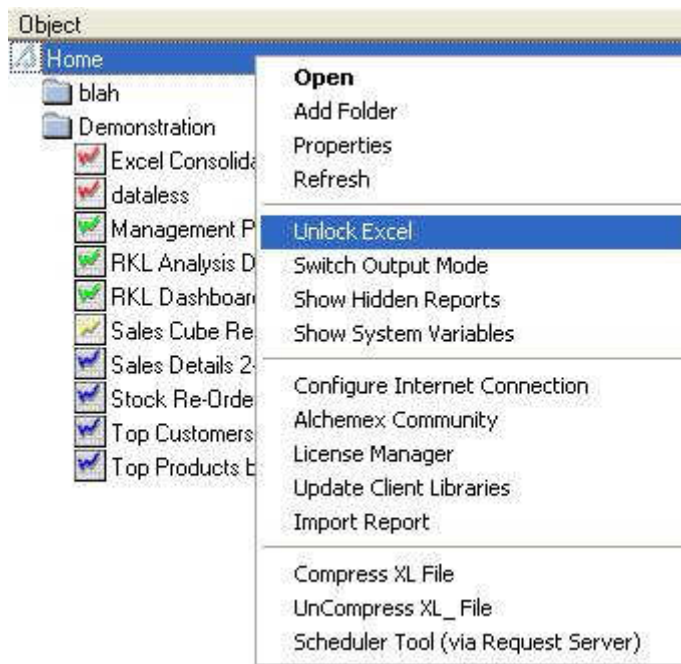 Object
Home
blah
Demonstration
Excel Consolida
dataless
Management P
RKL Analysis D
RKL Dashboar
Sales Cube Re
Sales Details 2-
Stock Re-Orde
Top Customers
Top Products b
Open
Add Folder
Properties
Refresh
Unlock Excel
Switch Output Mode
Show Hidden Reports
Show System Variables
Configure Internet Connection
Alchemex Community
License Manager
Update Client Libraries
Import Report
Compress XL File
UnCompress XL_ File
Scheduler Tool (via Request Server)